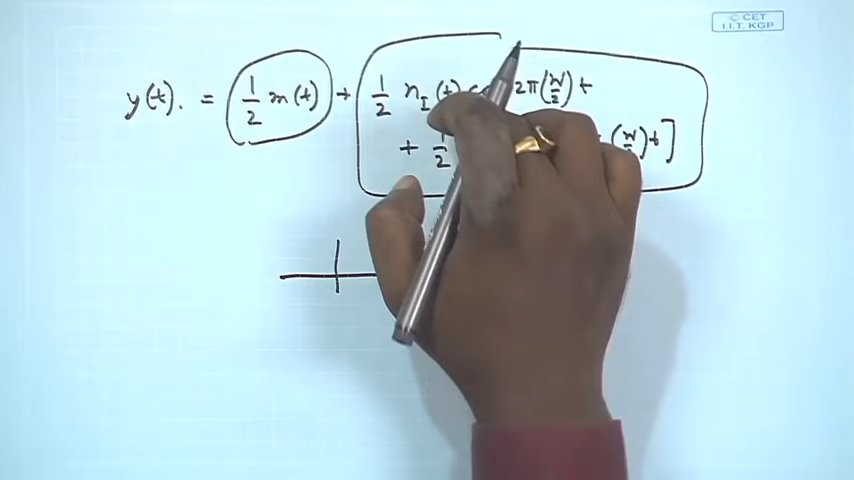 © CET
I.I.T. KGP
y(t). = 1/2 m(t) + 1/2 n_I(t) 2π(W/2)t
+ 1/2 (W/2)t]